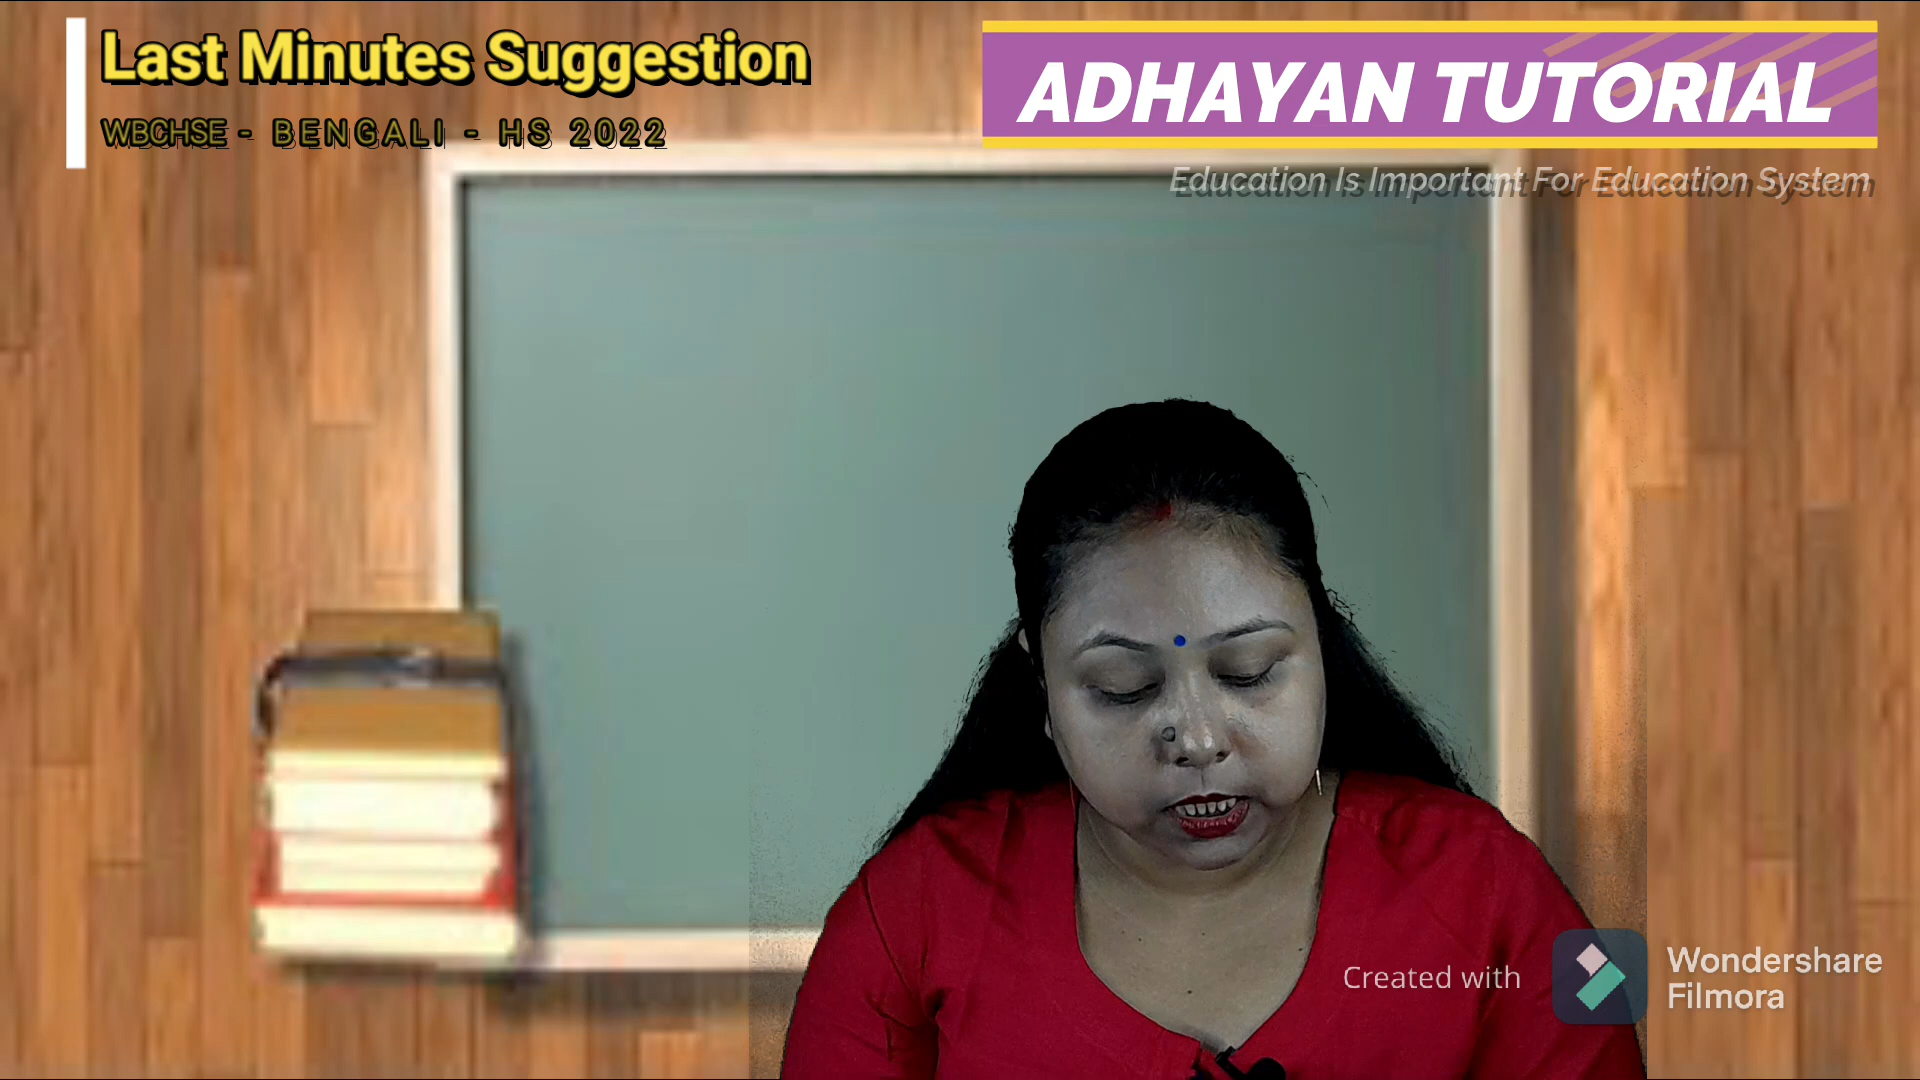 Last Minutes Suggestion
WBCHSE - BENGALI - HS 2022
ADHAYAN TUTORIAL
Education Is Important For Education System
Created with
Wondershare
Filmora